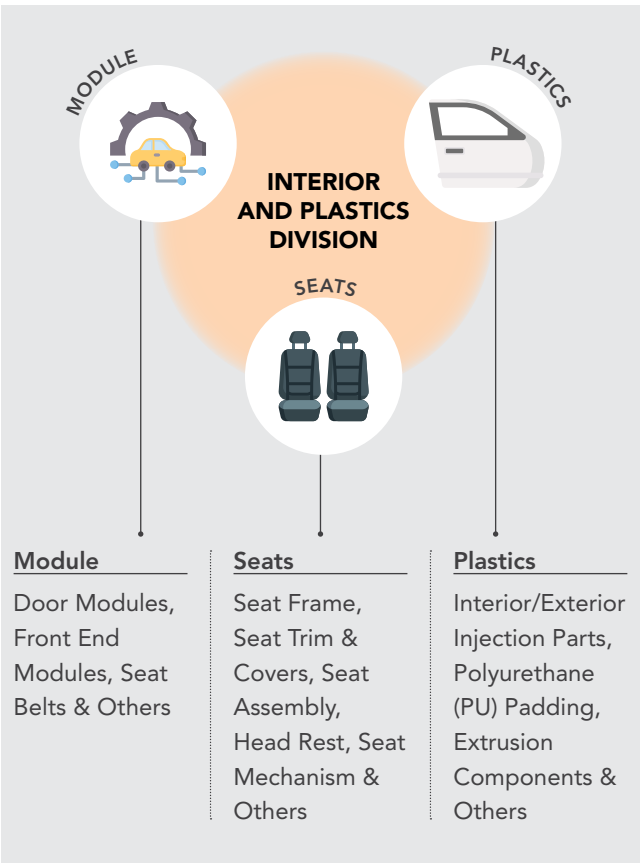 MODULE
PLASTICS
INTERIOR
AND PLASTICS
DIVISION
SEATS
Module
Door Modules,
Front End
Modules, Seat
Belts & Others
Seats
Seat Frame,
Seat Trim &
Covers, Seat
Assembly,
Head Rest, Seat
Mechanism &
Others
Plastics
Interior/Exterior
Injection Parts,
Polyurethane
(PU) Padding,
Extrusion
Components &
Others